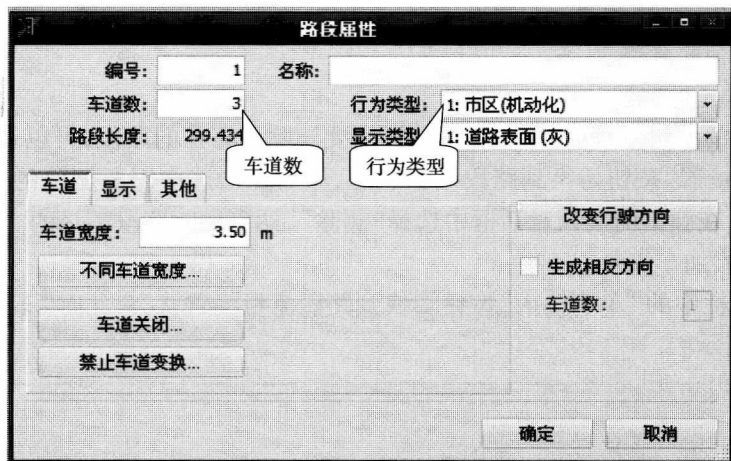 路段属性
编号： 1 名称：
车道数： 3 行为类型： 1: 市区(机动化)
路段长度： 299.434 显示类型 1: 道路表面 (灰)
车道数 行为类型
车道 显示 其他
车道宽度： 3.50 m 改变行驶方向
不同车道宽度... 生成相反方向
车道关闭... 车道数： 1
禁止车道变换...
确定 取消